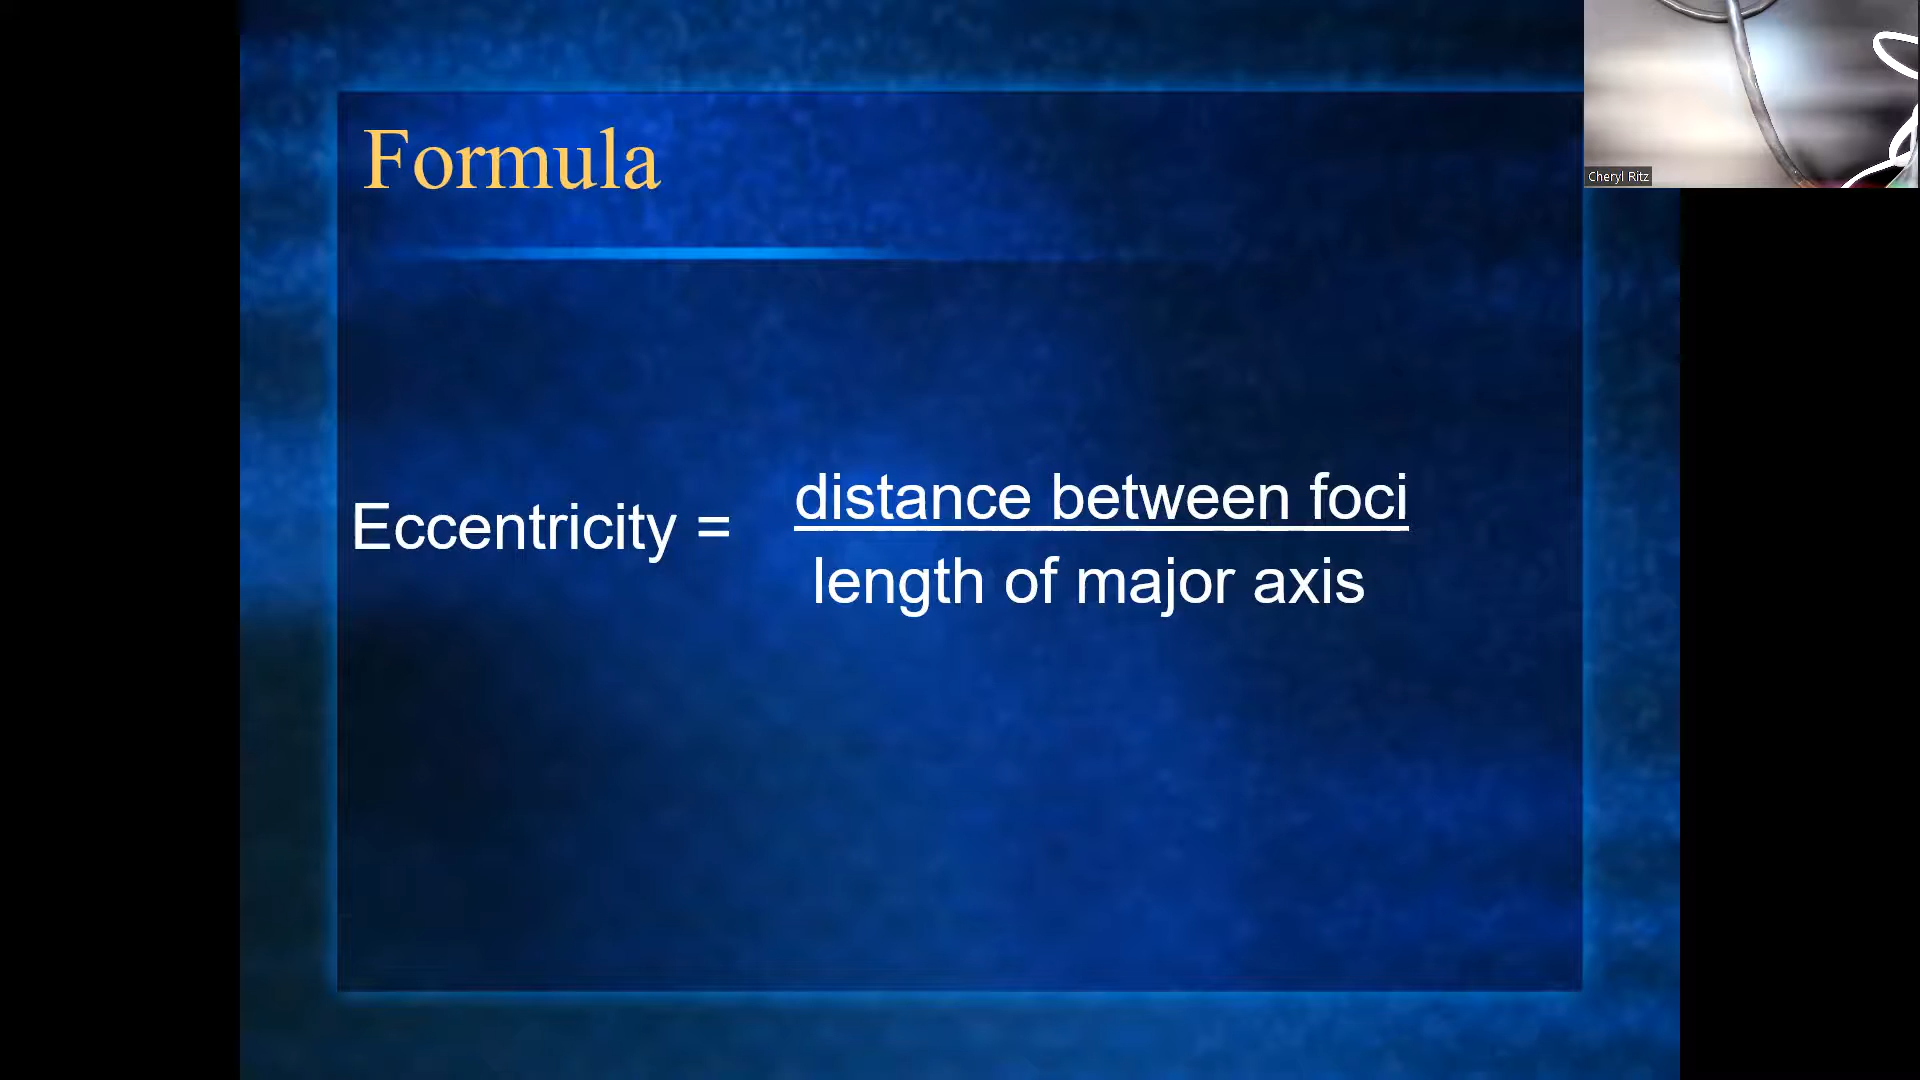 Formula
Eccentricity = distance between foci
length of major axis
Cheryl Ritz